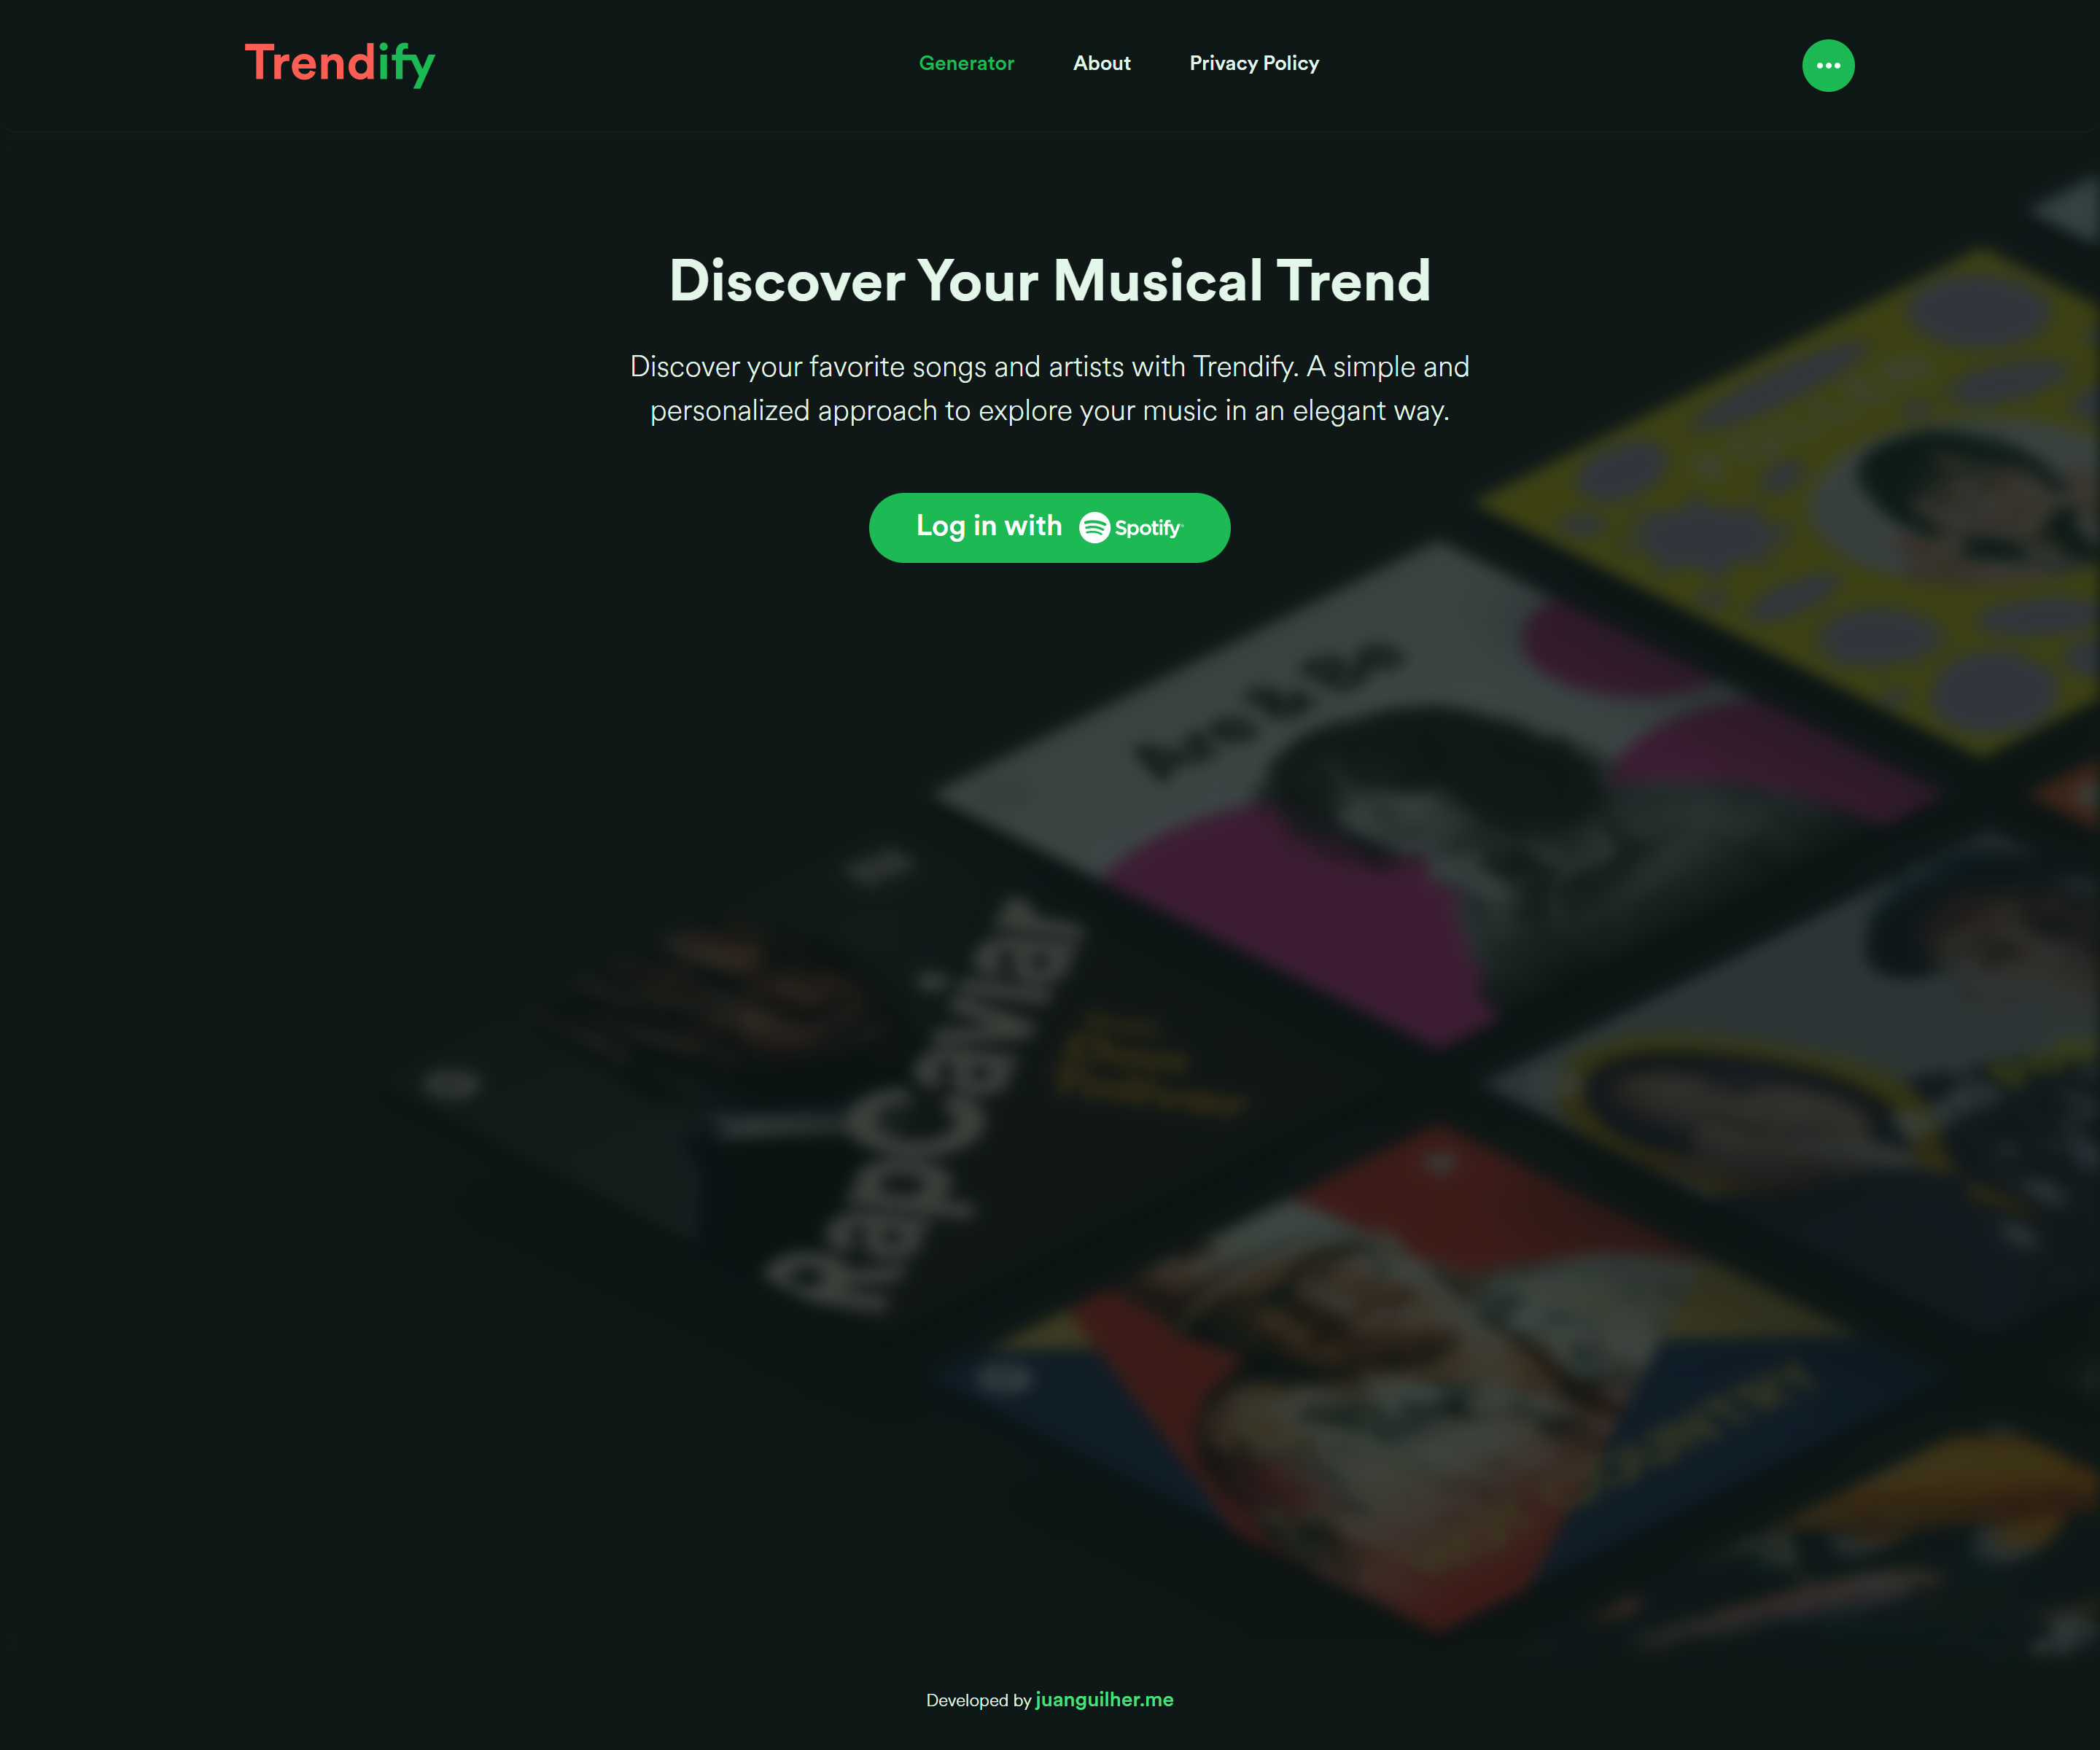 Trendify
Generator
About
Privacy Policy
Discover Your Musical Trend
Discover your favorite songs and artists with Trendify. A simple and
personalized approach to explore your music in an elegant way.
Log in with Spotify
RapCaviar
Developed by juanguilher.me